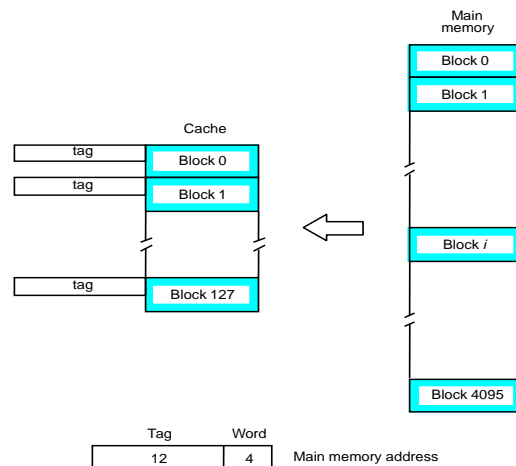 Main
memory
Block 0
Block 1
Cache
tag
Block 0
tag
Block 1
Block i
tag
Block 127
Block 4095
Tag Word
12 4 Main memory address